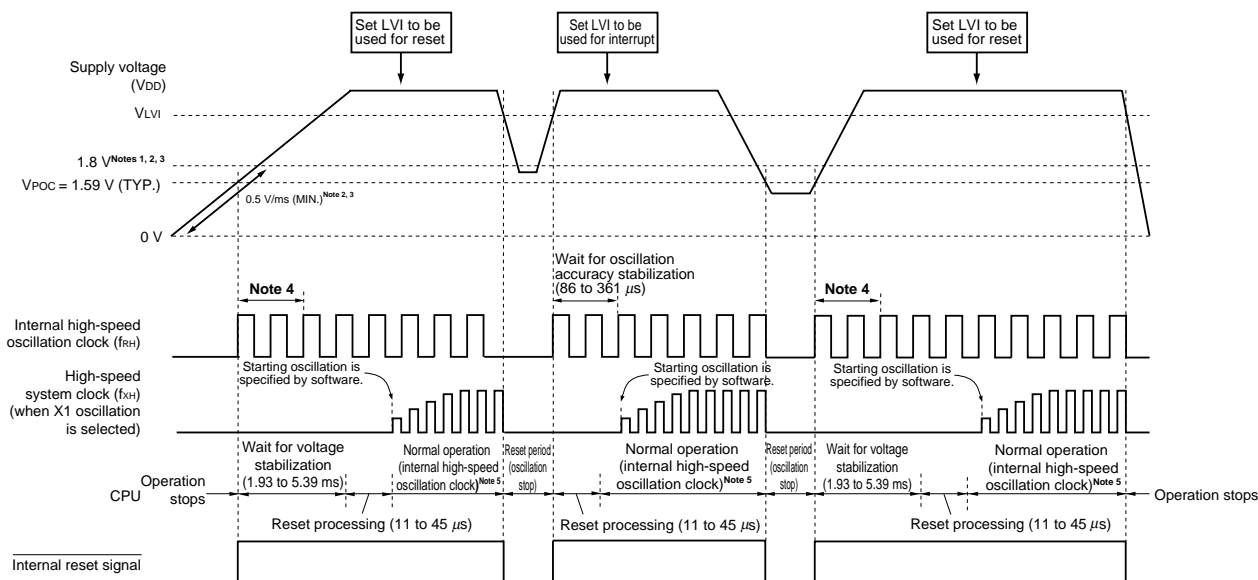 Set LVI to be
used for reset
Set LVI to be
used for interrupt
Set LVI to be
used for reset
Supply voltage
(VDD)
VLVI
1.8 V Notes 1, 2, 3
VPOC = 1.59 V (TYP.)
0.5 V/ms (MIN.) Note 2, 3
0 V
Wait for oscillation
accuracy stabilization
(86 to 361 μs)
Note 4
Note 4
Internal high-speed
oscillation clock (fRH)
Starting oscillation is
specified by software.
Starting oscillation is
specified by software.
Starting oscillation is
specified by software.
High-speed
system clock (fXH)
(when X1 oscillation
is selected)
Wait for voltage
stabilization
(1.93 to 5.39 ms)
Normal operation
(internal high-speed
oscillation clock) Note 5
Reset period
(oscillation
stop)
Normal operation
(internal high-speed
oscillation clock) Note 5
Reset period
(oscillation
stop)
Wait for voltage
stabilization
(1.93 to 5.39 ms)
Normal operation
(internal high-speed
oscillation clock) Note 5
CPU
Operation
stops
Operation stops
Reset processing (11 to 45 μs)
Reset processing (11 to 45 μs)
Reset processing (11 to 45 μs)
Internal reset signal